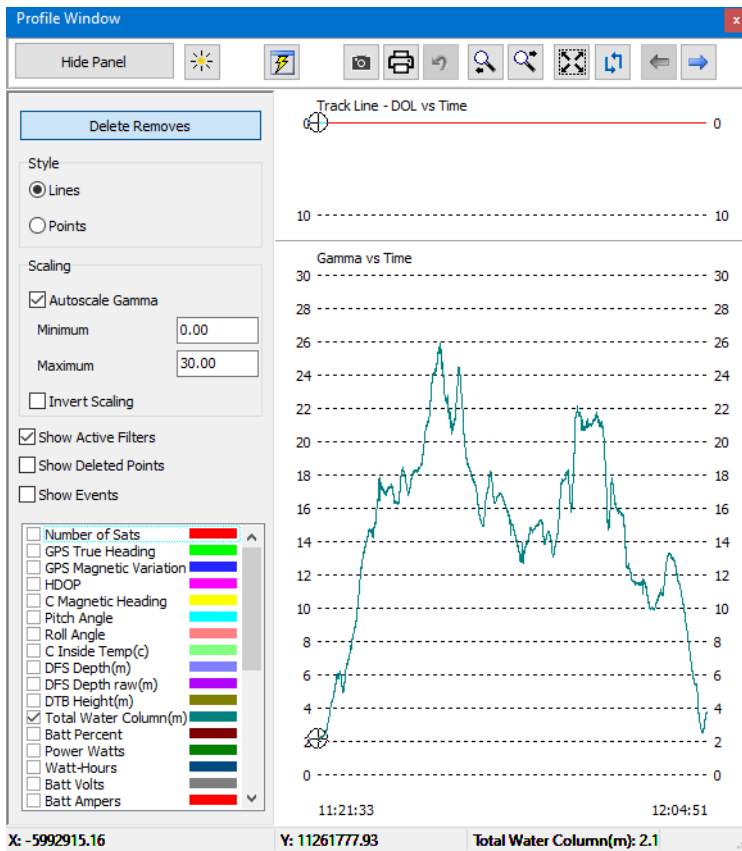 Profile Window
x
Hide Panel
Delete Removes
Style
Lines
Points
Scaling
Autoscale Gamma
Minimum 0.00
Maximum 30.00
Invert Scaling
Show Active Filters
Show Deleted Points
Show Events
Number of Sats
GPS True Heading
GPS Magnetic Variation
HDOP
C Magnetic Heading
Pitch Angle
Roll Angle
C Inside Temp(c)
DFS Depth(m)
DFS Depth raw(m)
DTB Height(m)
Total Water Column(m)
Batt Percent
Power Watts
Watt-Hours
Batt Volts
Batt Ampers
Track Line - DOL vs Time
0 0
10 10
Gamma vs Time
30 30
28 28
26 26
24 24
22 22
20 20
18 18
16 16
14 14
12 12
10 10
8 8
6 6
4 4
2 2
0 0
11:21:33 12:04:51
X: -5992915.16 Y: 11261777.93 Total Water Column(m): 2.1